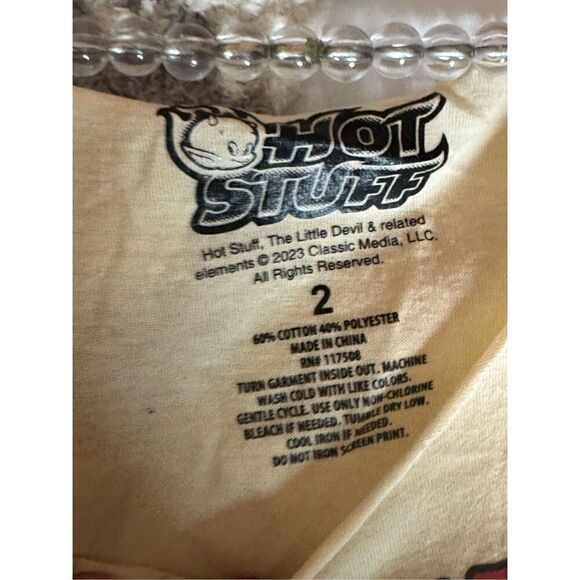 HOT
STUFF
Hot Stuff, The Little Devil & related
elements © 2023 Classic Media, LLC.
All Rights Reserved.
2
60% COTTON 40% POLYESTER
MADE IN CHINA
RN# 117508
TURN GARMENT INSIDE OUT. MACHINE
WASH COLD WITH LIKE COLORS.
GENTLE CYCLE. USE ONLY NON-CHLORINE
BLEACH IF NEEDED. TUMBLE DRY LOW.
COOL IRON IF NEEDED.
DO NOT IRON SCREEN PRINT.